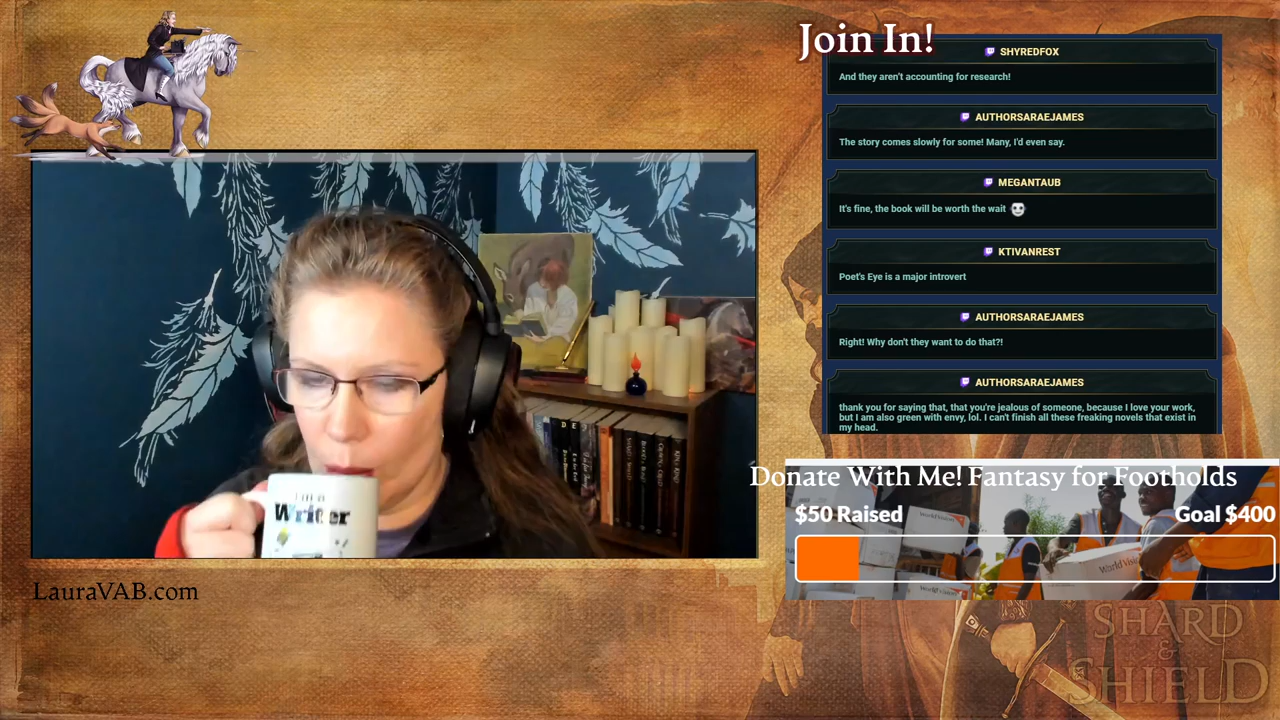 Join In!
SHYREDFOX
And they aren't accounting for research!
AUTHORSARAEJAMES
The story comes slowly for some! Many, I'd even say.
MEGANTAUB
It's fine, the book will be worth the wait
KTIVANREST
Poet's Eye is a major introvert
AUTHORSARAEJAMES
Right! Why don't they want to do that?!
AUTHORSARAEJAMES
thank you for saying that, that you're jealous of someone, because I love your work,
but I am also green with envy, lol. I can't finish all these freaking novels that exist in
my head.
Donate With Me! Fantasy for Footholds
$50 Raised
Goal $400
World Vision
World Vision
I'm a
Writer
LauraVAB.com
SHARD
&
SHIELD